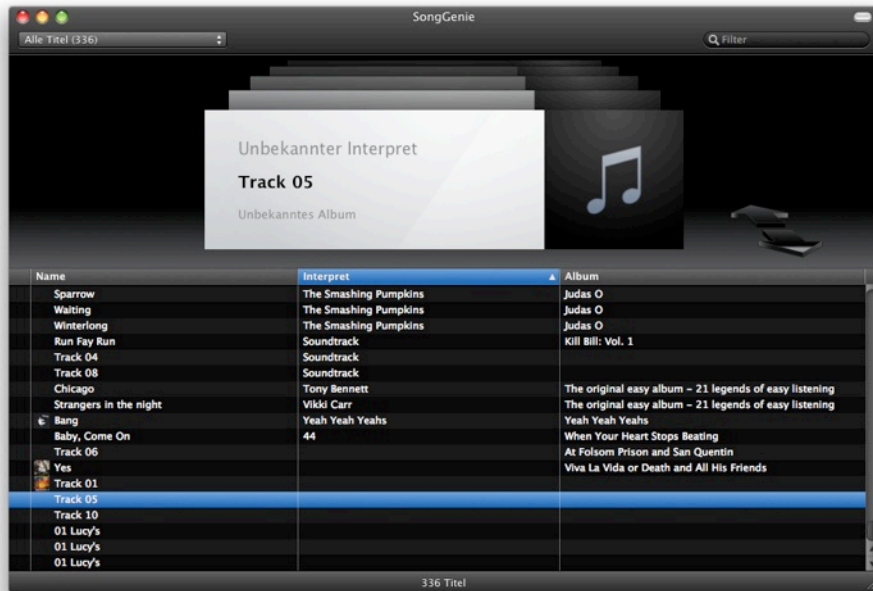 SongGenie
Alle Titel (336) Filter
Unbekannter Interpret
Track 05
Unbekanntes Album
Name Interpret Album
Sparrow The Smashing Pumpkins Judas O
Waiting The Smashing Pumpkins Judas O
Winterlong The Smashing Pumpkins Judas O
Run Fay Run Soundtrack Kill Bill: Vol. 1
Track 04 Soundtrack
Track 08 Soundtrack
Chicago Tony Bennett The original easy album – 21 legends of easy listening
Strangers in the night Vikki Carr The original easy album – 21 legends of easy listening
Bang Yeah Yeah Yeahs Yeah Yeah Yeahs
Baby, Come On 44 When Your Heart Stops Beating
Track 06 At Folsom Prison and San Quentin
Yes Viva La Vida or Death and All His Friends
Track 01
Track 05
Track 10
01 Lucy's
01 Lucy's
01 Lucy's
336 Titel